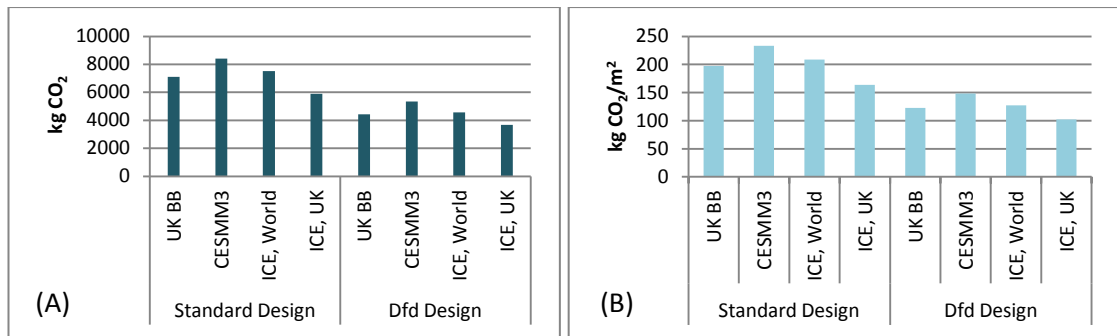 kg CO₂
10000
8000
6000
4000
2000
0
UK BB
CESMM3
ICE, World
ICE, UK
UK BB
CESMM3
ICE, World
ICE, UK
Standard Design
Dfd Design
(A)
kg CO₂/m²
250
200
150
100
50
0
UK BB
CESMM3
ICE, World
ICE, UK
UK BB
CESMM3
ICE, World
ICE, UK
Standard Design
Dfd Design
(B)